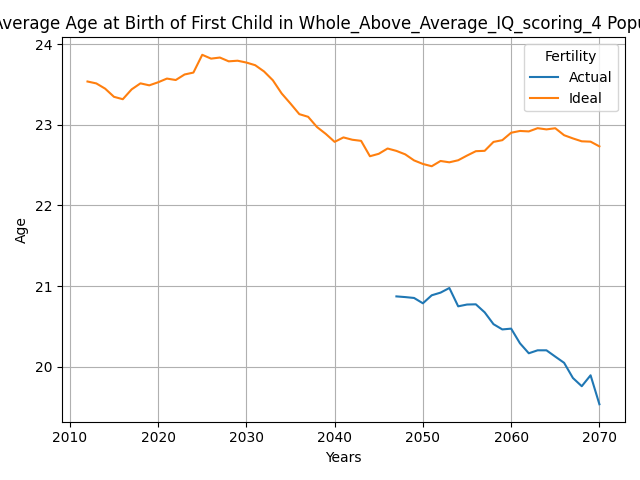 Average Age at Birth of First Child in Whole_Above_Average_IQ_scoring_4 Popu
24
23
22
21
20
Age
2010 2020 2030 2040 2050 2060 2070
Years
Fertility
Actual
Ideal